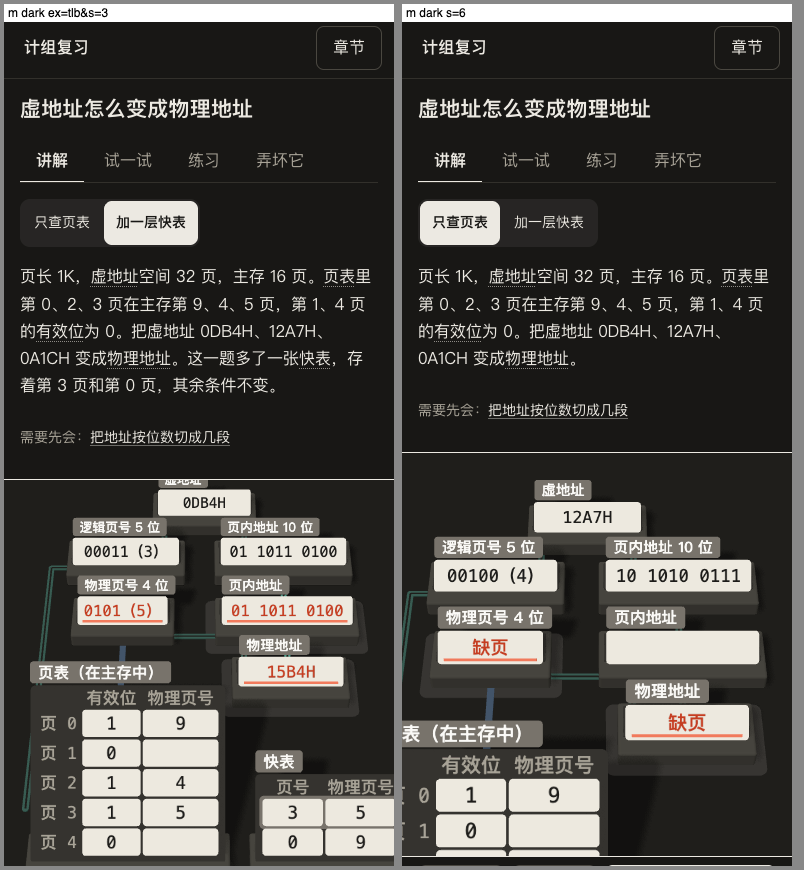 m dark ex=tlb&s=3
计组复习
章节
虚地址怎么变成物理地址
讲解 试一试 练习 弄坏它
只查页表 加一层快表
页长 1K，虚地址空间 32 页，主存 16 页。页表里
第 0、2、3 页在主存第 9、4、5 页，第 1、4 页
的有效位为 0。把虚地址 0DB4H、12A7H、
0A1CH 变成物理地址。这一题多了一张快表，存
着第 3 页和第 0 页，其余条件不变。
需要先会：把地址按位数切成几段
虚地址
0DB4H
逻辑页号 5 位 页内地址 10 位
00011 (3) 01 1011 0100
物理页号 4 位 页内地址
0101 (5) 01 1011 0100
物理地址
15B4H
页表（在主存中）
有效位 物理页号
页 0 1 9
页 1 0
页 2 1 4
页 3 1 5
页 4 0
快表
页号 物理页号
3 5
0 9
m dark s=6
计组复习
章节
虚地址怎么变成物理地址
讲解 试一试 练习 弄坏它
只查页表 加一层快表
页长 1K，虚地址空间 32 页，主存 16 页。页表里
第 0、2、3 页在主存第 9、4、5 页，第 1、4 页
的有效位为 0。把虚地址 0DB4H、12A7H、
0A1CH 变成物理地址。
需要先会：把地址按位数切成几段
虚地址
12A7H
逻辑页号 5 位 页内地址 10 位
00100 (4) 10 1010 0111
物理页号 4 位 页内地址
缺页
物理地址
缺页
表（在主存中）
有效位 物理页号
0 1 9
1 0